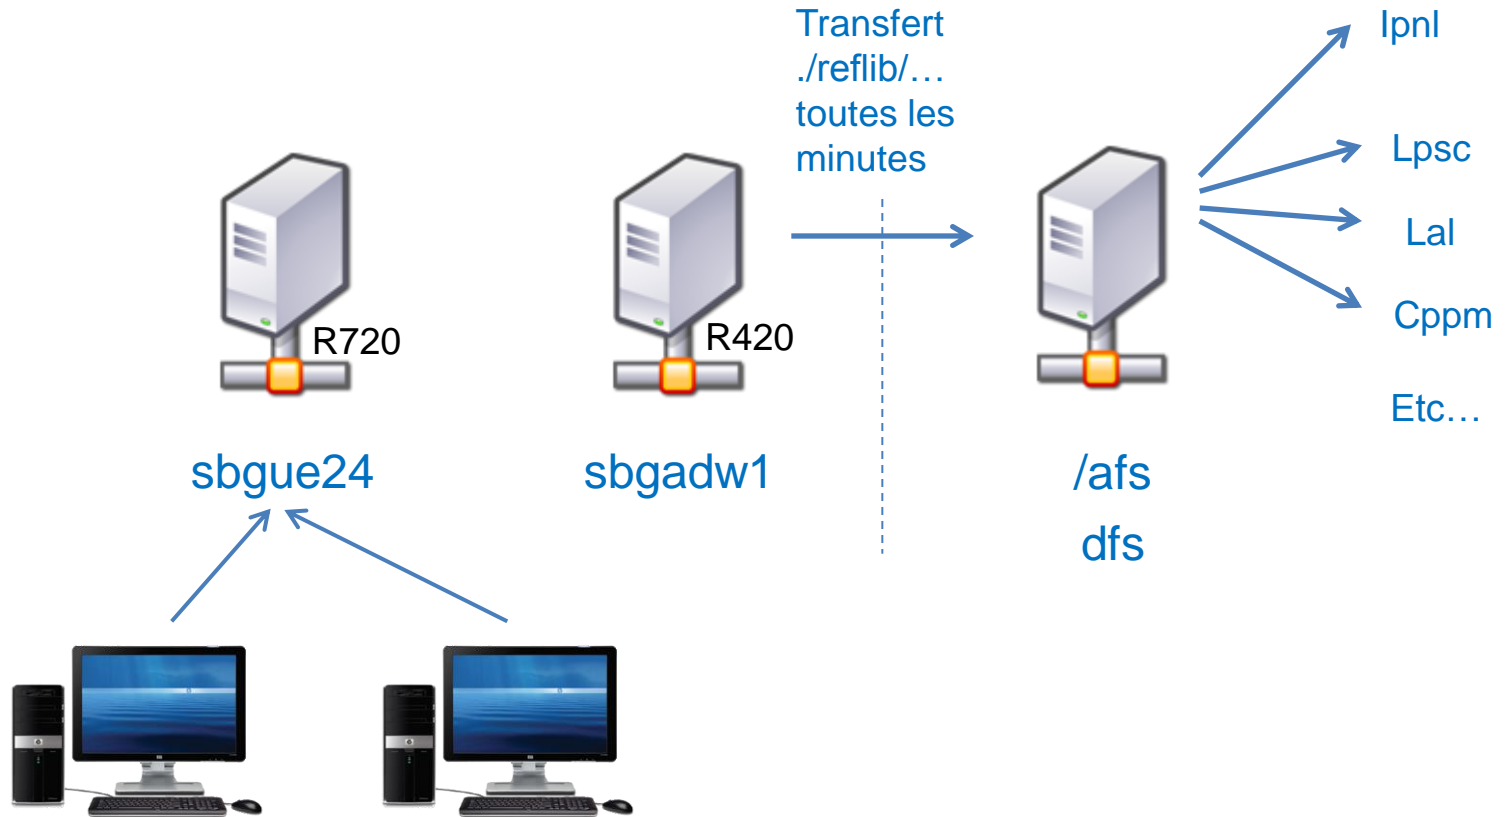 Transfert
./reflib/…
toutes les
minutes
Ipnl
Lpsc
Lal
Cppm
Etc…
R720
R420
sbgue24
sbgadw1
/afs
dfs